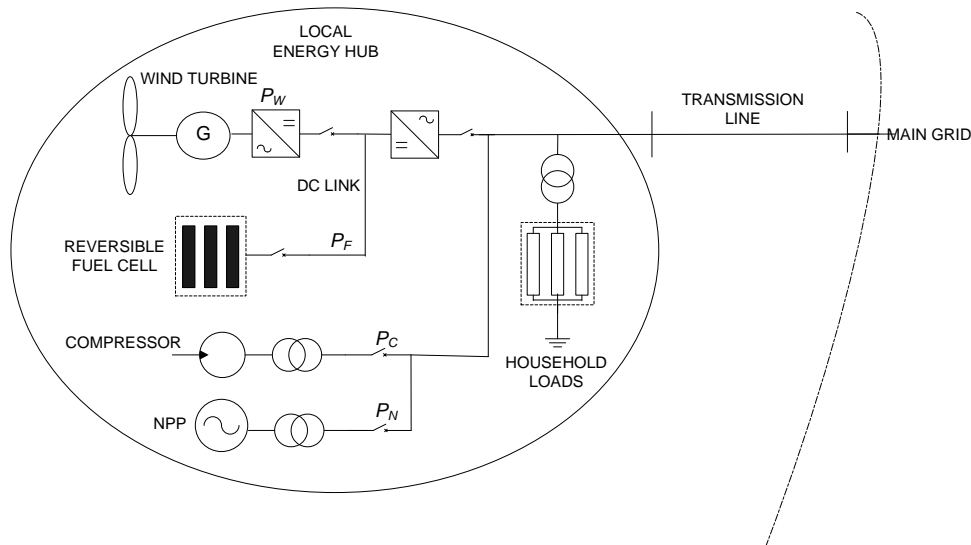 LOCAL
ENERGY HUB
WIND TURBINE
P_W
G
TRANSMISSION
LINE
MAIN GRID
DC LINK
REVERSIBLE
FUEL CELL
P_F
COMPRESSOR
P_C
HOUSEHOLD
LOADS
NPP
P_N